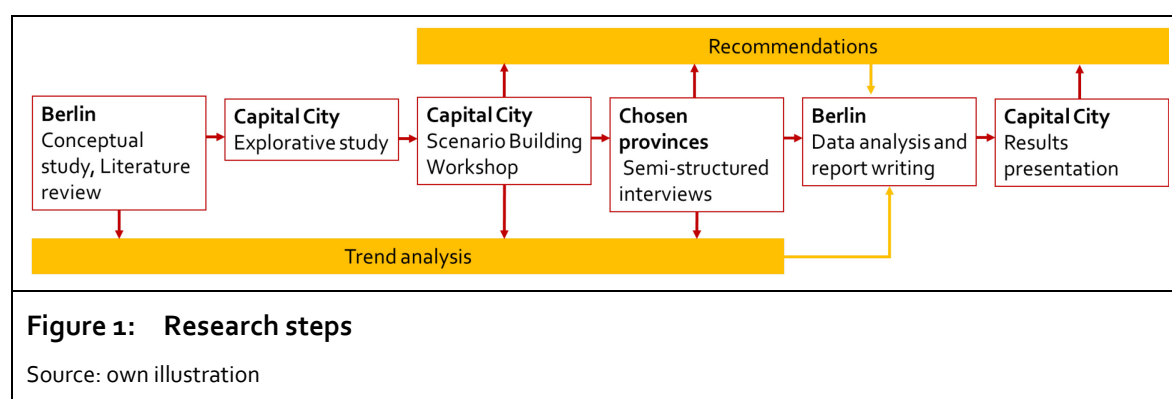 Recommendations
Berlin
Conceptual
study, Literature
review
Capital City
Explorative study
Capital City
Scenario Building
Workshop
Chosen
provinces
Semi-structured
interviews
Berlin
Data analysis and
report writing
Capital City
Results
presentation
Trend analysis
Figure 1: Research steps
Source: own illustration